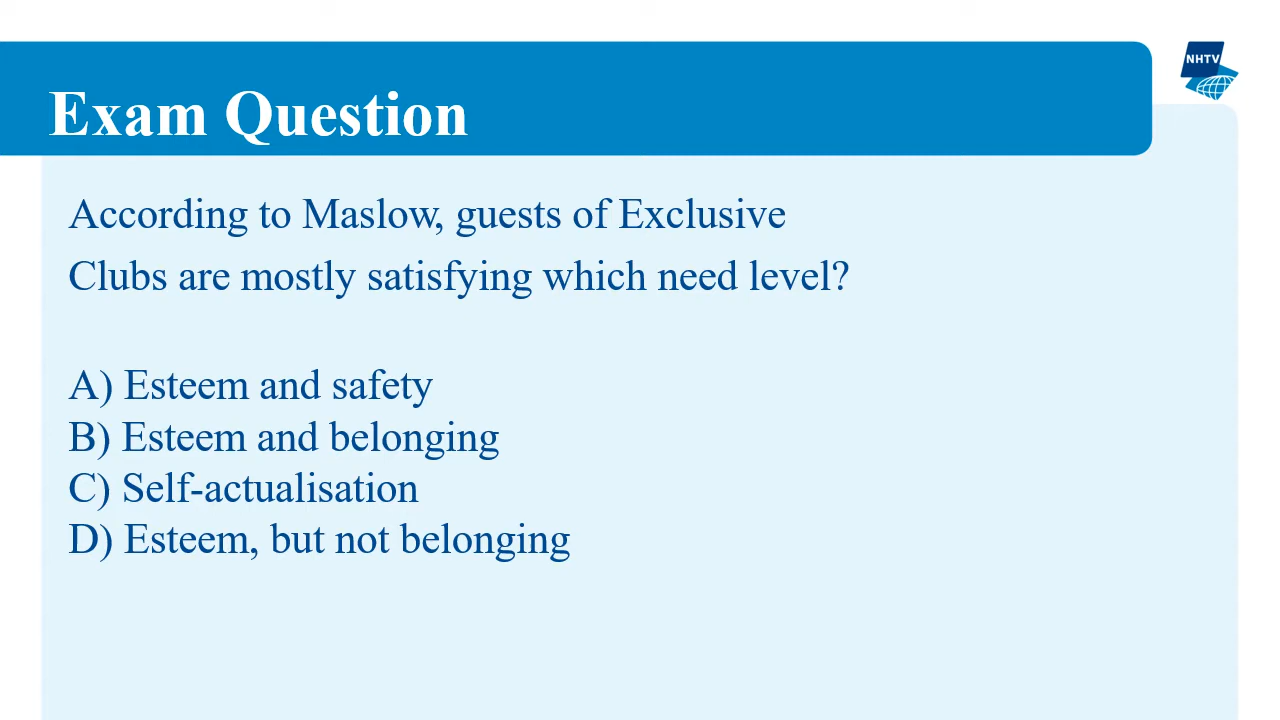 Exam Question
NHTV
According to Maslow, guests of Exclusive
Clubs are mostly satisfying which need level?
A) Esteem and safety
B) Esteem and belonging
C) Self-actualisation
D) Esteem, but not belonging